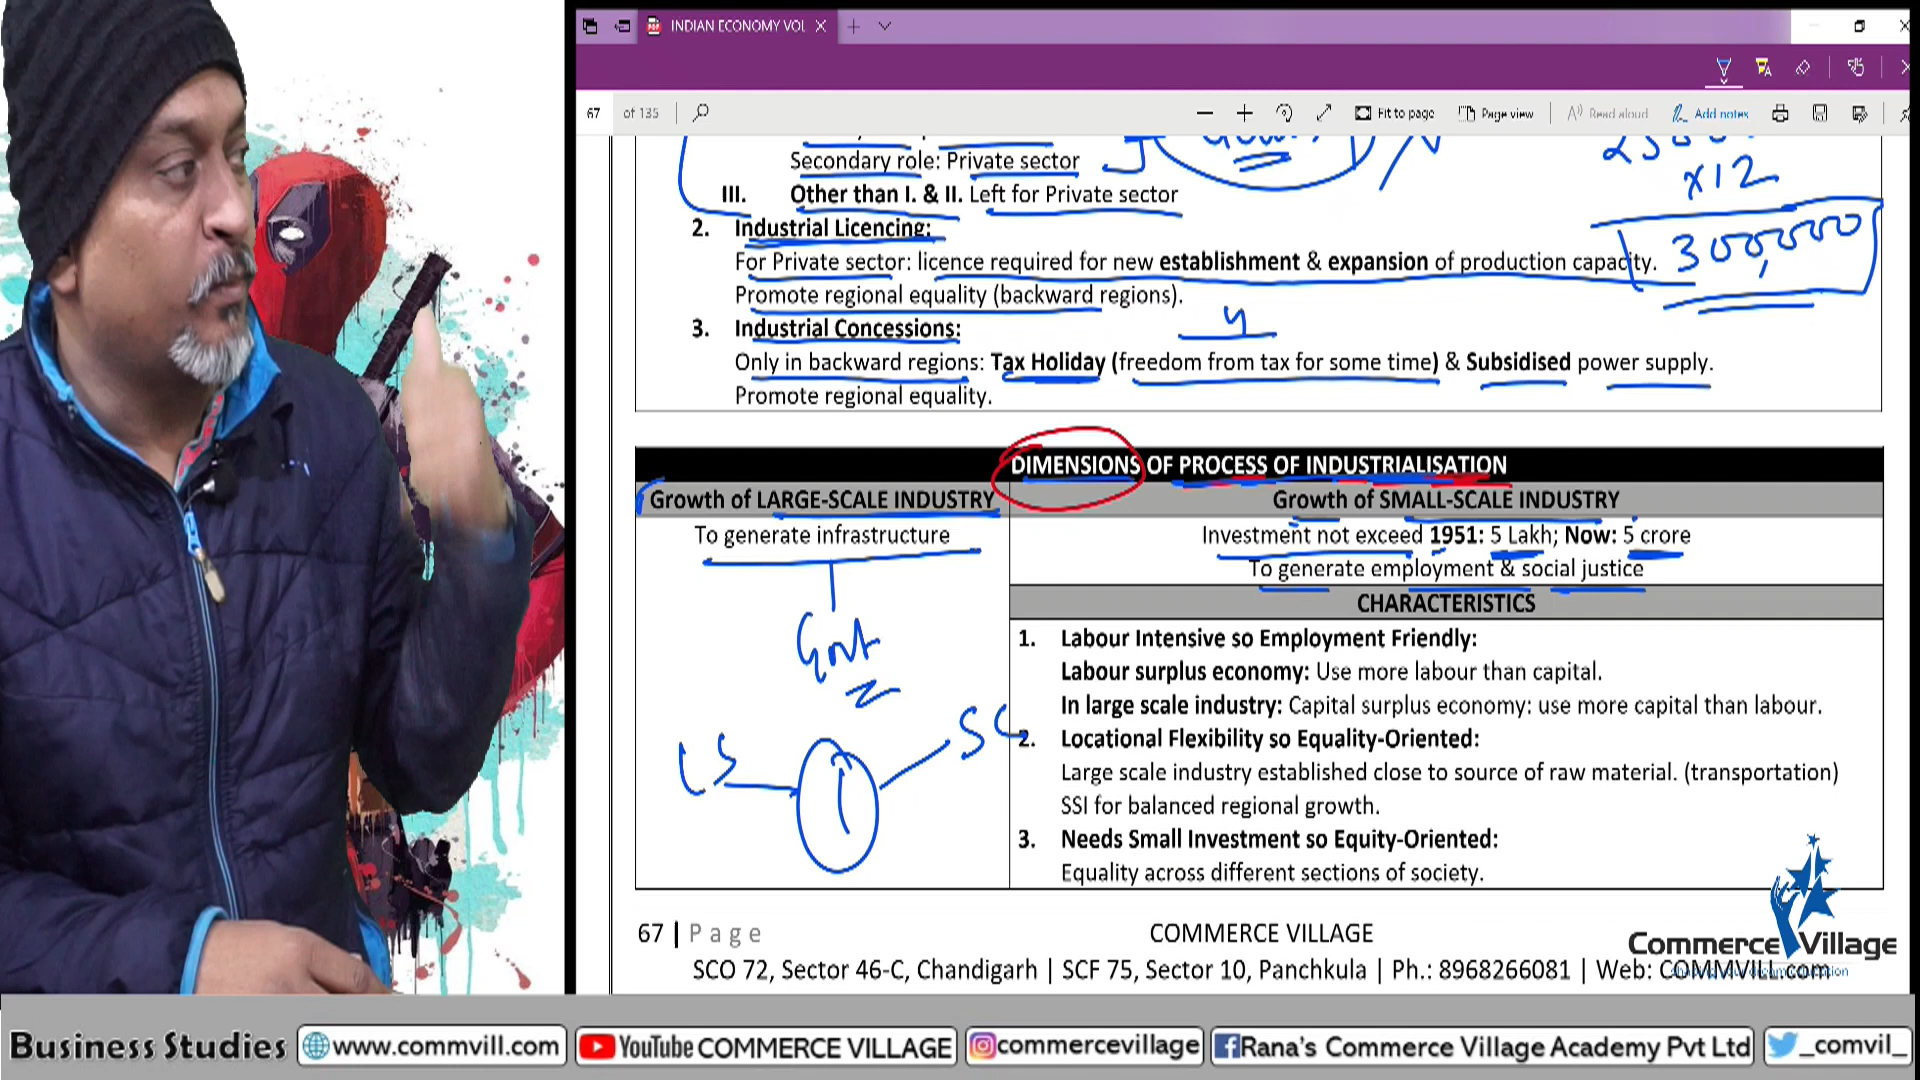 INDIAN ECONOMY VOL
67 of 135
Fit to page
Page view
Read aloud
Add notes
Secondary role: Private sector
III. Other than I. & II. Left for Private sector
x12
300,000
2. Industrial Licencing:
For Private sector: licence required for new establishment & expansion of production capacity.
Promote regional equality (backward regions).
4
3. Industrial Concessions:
Only in backward regions: Tax Holiday (freedom from tax for some time) & Subsidised power supply.
Promote regional equality.
DIMENSIONS OF PROCESS OF INDUSTRIALISATION
Growth of LARGE-SCALE INDUSTRY
To generate infrastructure
Govt
LS
Growth of SMALL-SCALE INDUSTRY
Investment not exceed 1951: 5 Lakh; Now: 5 crore
To generate employment & social justice
CHARACTERISTICS
1. Labour Intensive so Employment Friendly:
Labour surplus economy: Use more labour than capital.
In large scale industry: Capital surplus economy: use more capital than labour.
2. Locational Flexibility so Equality-Oriented:
Large scale industry established close to source of raw material. (transportation)
SSI for balanced regional growth.
3. Needs Small Investment so Equity-Oriented:
Equality across different sections of society.
67 | Page
COMMERCE VILLAGE
SCO 72, Sector 46-C, Chandigarh | SCF 75, Sector 10, Panchkula | Ph.: 8968266081 | Web: COMMVILL.com
Commerce Village
Business Studies
www.commvill.com
YouTube COMMERCE VILLAGE
commercevillage
Rana's Commerce Village Academy Pvt Ltd
_comvil_